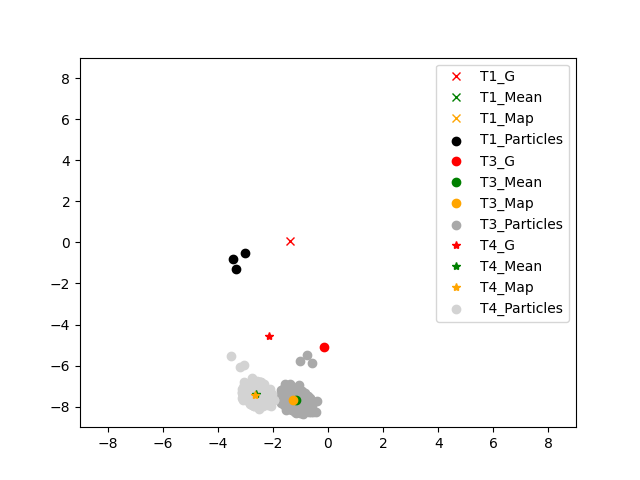 8
6
4
2
0
−2
−4
−6
−8
−8
−6
−4
−2
0
2
4
6
8
T1_G
T1_Mean
T1_Map
T1_Particles
T3_G
T3_Mean
T3_Map
T3_Particles
T4_G
T4_Mean
T4_Map
T4_Particles